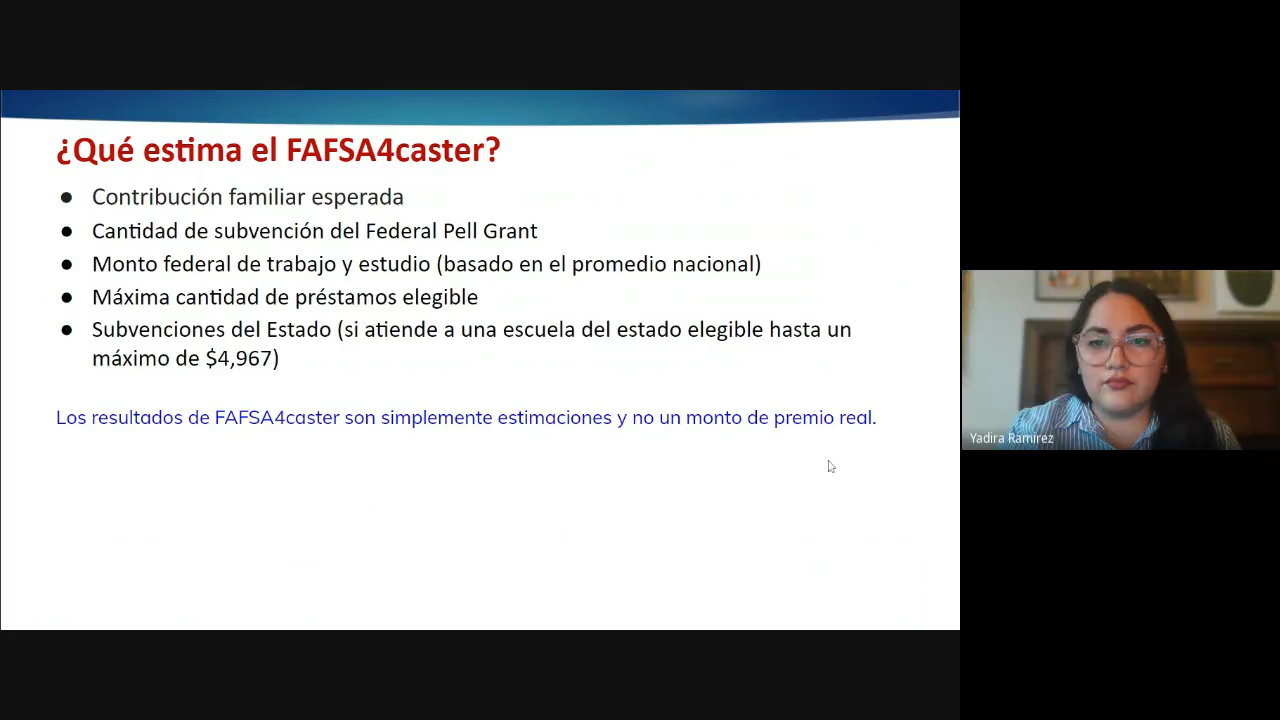 ¿Qué estima el FAFSA4caster?
● Contribución familiar esperada
● Cantidad de subvención del Federal Pell Grant
● Monto federal de trabajo y estudio (basado en el promedio nacional)
● Máxima cantidad de préstamos elegible
● Subvenciones del Estado (si atiende a una escuela del estado elegible hasta un
máximo de $4,967)
Los resultados de FAFSA4caster son simplemente estimaciones y no un monto de premio real.
Yadira Ramirez